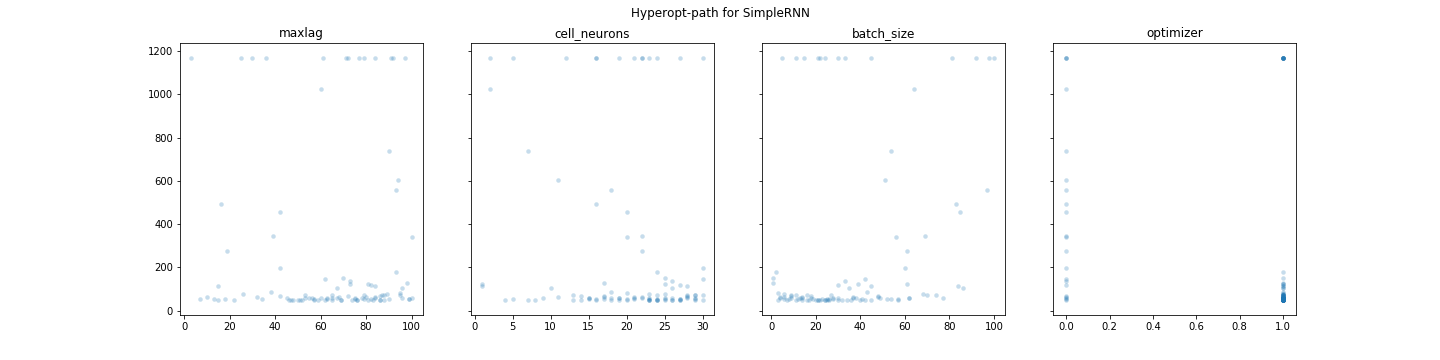 Hyperopt-path for SimpleRNN
maxlag
cell_neurons
batch_size
optimizer
1200
1000
800
600
400
200
0
0 20 40 60 80 100
0 5 10 15 20 25 30
0 20 40 60 80 100
0.0 0.2 0.4 0.6 0.8 1.0